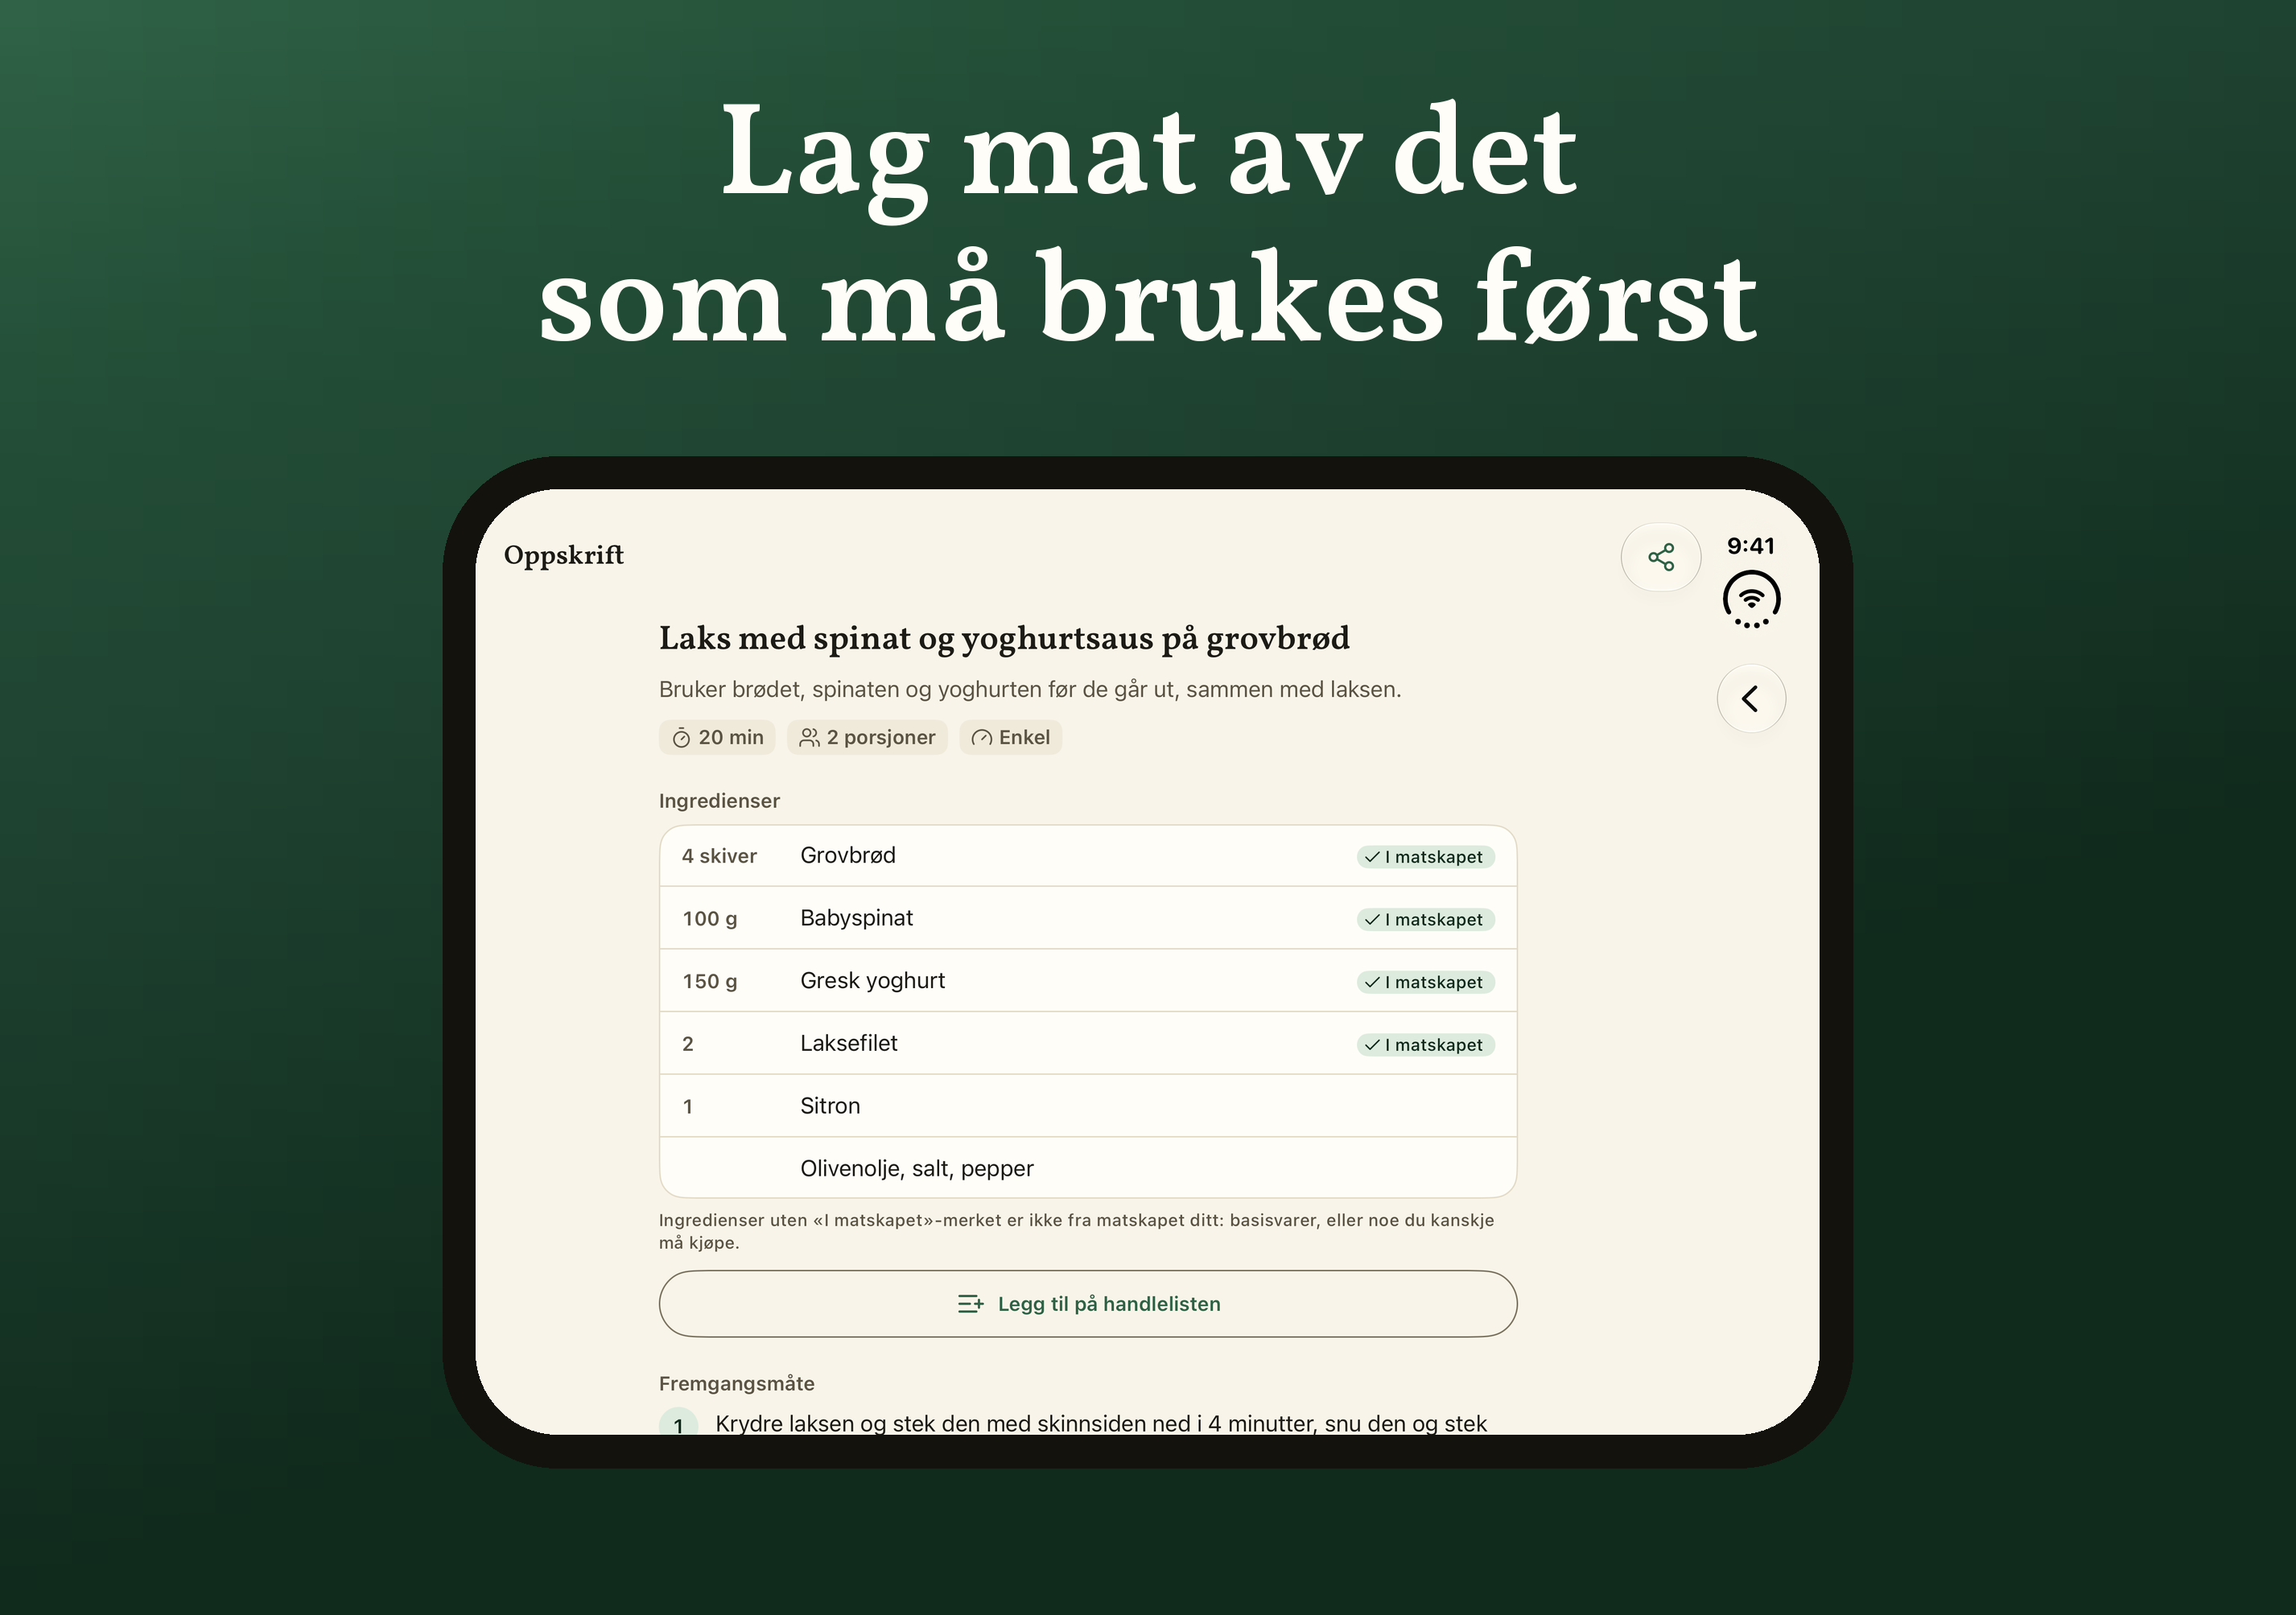 Lag mat av det
som må brukes først
Oppskrift
9:41
Laks med spinat og yoghurtsaus på grovbrød
Bruker brødet, spinaten og yoghurten før de går ut, sammen med laksen.
20 min 2 porsjoner Enkel
Ingredienser
4 skiver Grovbrød I matskapet
100 g Babyspinat I matskapet
150 g Gresk yoghurt I matskapet
2 Laksefilet I matskapet
1 Sitron
Olivenolje, salt, pepper
Ingredienser uten «I matskapet»-merket er ikke fra matskapet ditt: basisvarer, eller noe du kanskje
må kjøpe.
Legg til på handlelisten
Fremgangsmåte
1 Krydre laksen og stek den med skinnsiden ned i 4 minutter, snu den og stek